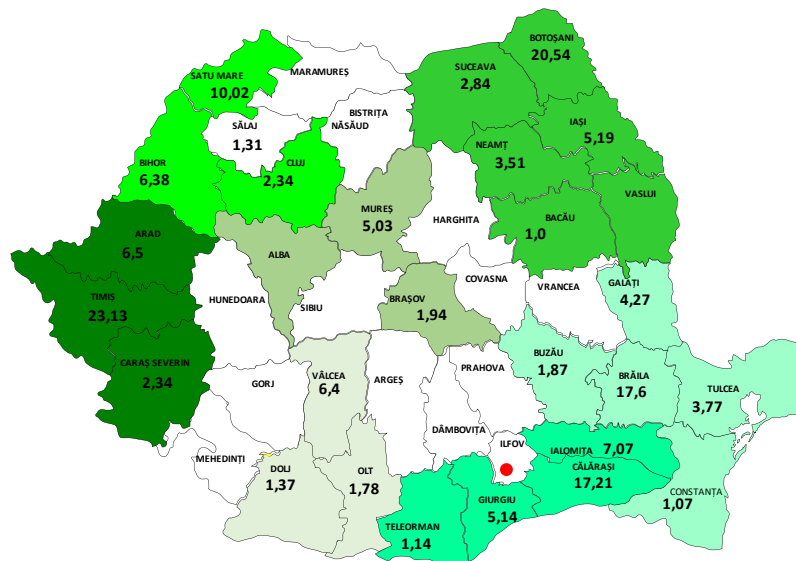 BOTOȘANI
20,54
SUCEAVA
2,84
MARAMUREȘ
SATU MARE
10,02
BISTRIȚA
NĂSĂUD
SĂLAJ
1,31
IAȘI
5,19
NEAMȚ
3,51
BIHOR
6,38
CLUJ
2,34
VASLUI
MUREȘ
5,03
HARGHITA
BACĂU
1,0
ARAD
6,5
ALBA
COVASNA
VRANCEA
GALAȚI
4,27
TIMIȘ
23,13
HUNEDOARA
SIBIU
BRAȘOV
1,94
CARAȘ SEVERIN
2,34
GORJ
VÂLCEA
6,4
ARGEȘ
PRAHOVA
BUZĂU
1,87
BRĂILA
17,6
TULCEA
3,77
DÂMBOVIȚA
ILFOV
IALOMIȚA 7,07
MEHEDINȚI
DOLJ
1,37
OLT
1,78
CĂLĂRAȘI
17,21
CONSTANȚA
1,07
GIURGIU
5,14
TELEORMAN
1,14